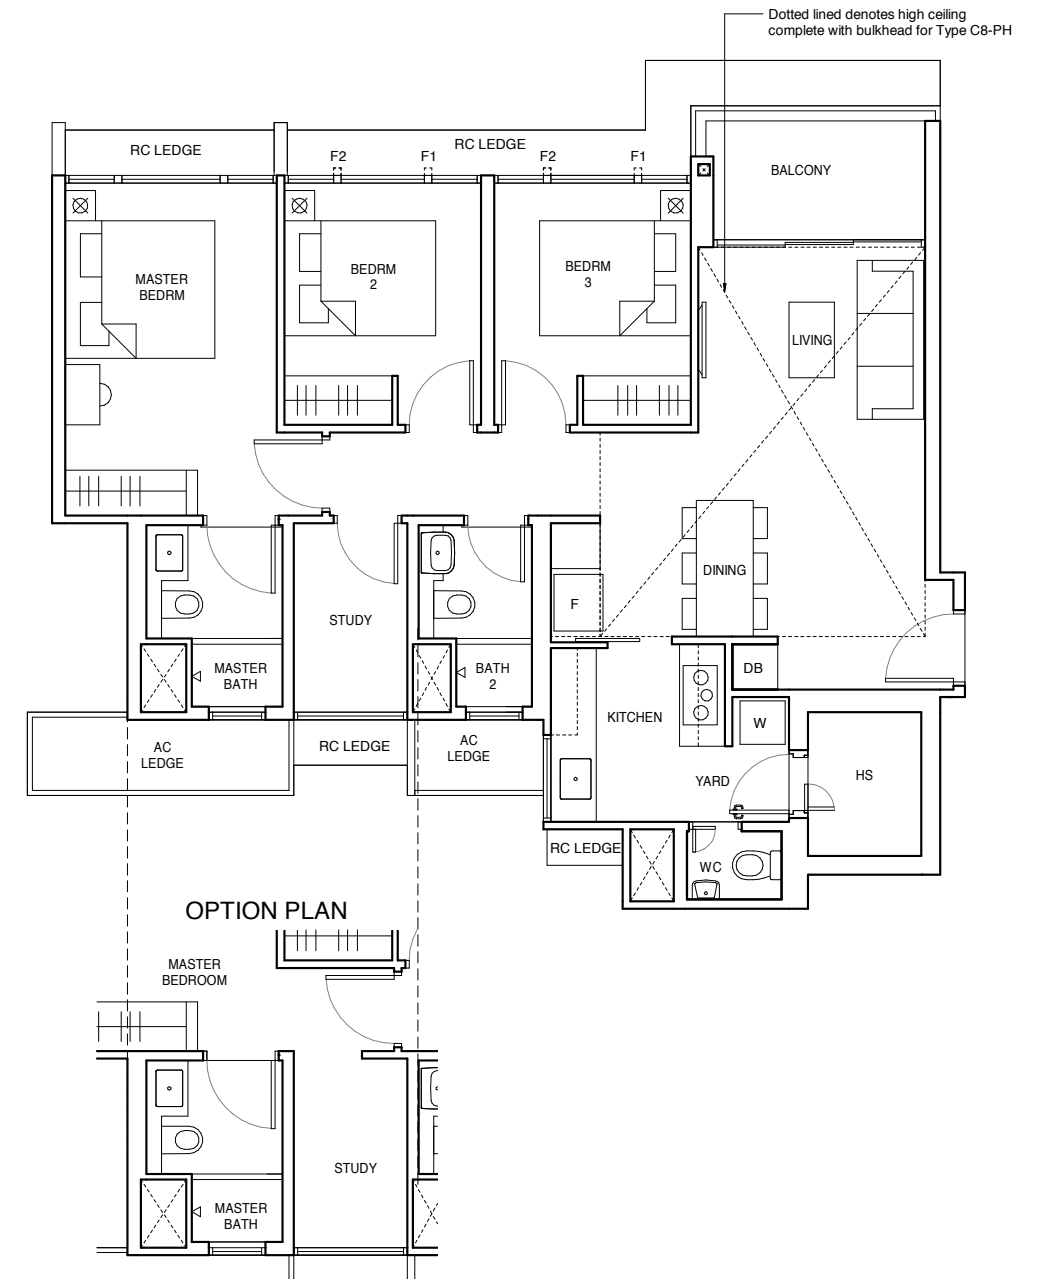 Dotted lined denotes high ceiling
complete with bulkhead for Type C8-PH
RC LEDGE
RC LEDGE
F2
F1
F2
F1
BALCONY
MASTER
BEDRM
BEDRM
2
BEDRM
3
LIVING
DINING
F
STUDY
MASTER
BATH
BATH
2
DB
KITCHEN
W
AC
LEDGE
RC LEDGE
AC
LEDGE
YARD
HS
RC LEDGE
WC
OPTION PLAN
MASTER
BEDROOM
STUDY
MASTER
BATH